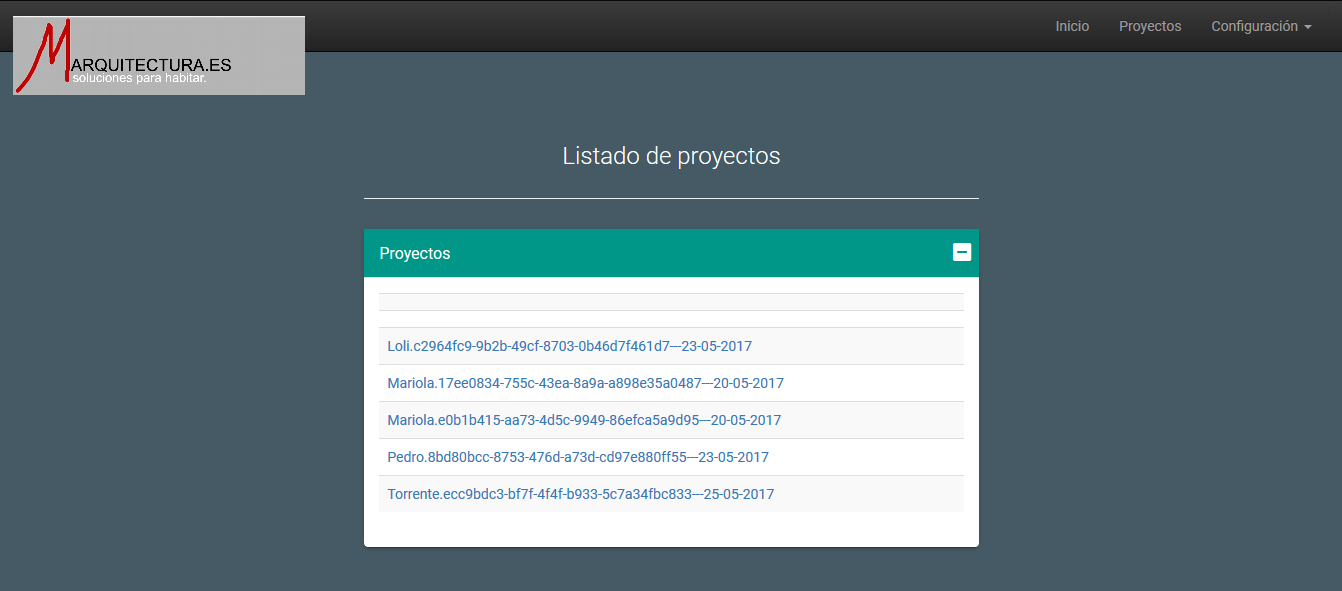 MARQUITECTURA.ES
soluciones para habitar.
Inicio Proyectos Configuración
Listado de proyectos
Proyectos
Loli.c2964fc9-9b2b-49cf-8703-0b46d7f461d7---23-05-2017
Mariola.17ee0834-755c-43ea-8a9a-a898e35a0487---20-05-2017
Mariola.e0b1b415-aa73-4d5c-9949-86efca5a9d95---20-05-2017
Pedro.8bd80bcc-8753-476d-a73d-cd97e880ff55---23-05-2017
Torrente.ecc9bdc3-bf7f-4f4f-b933-5c7a34fbc833---25-05-2017